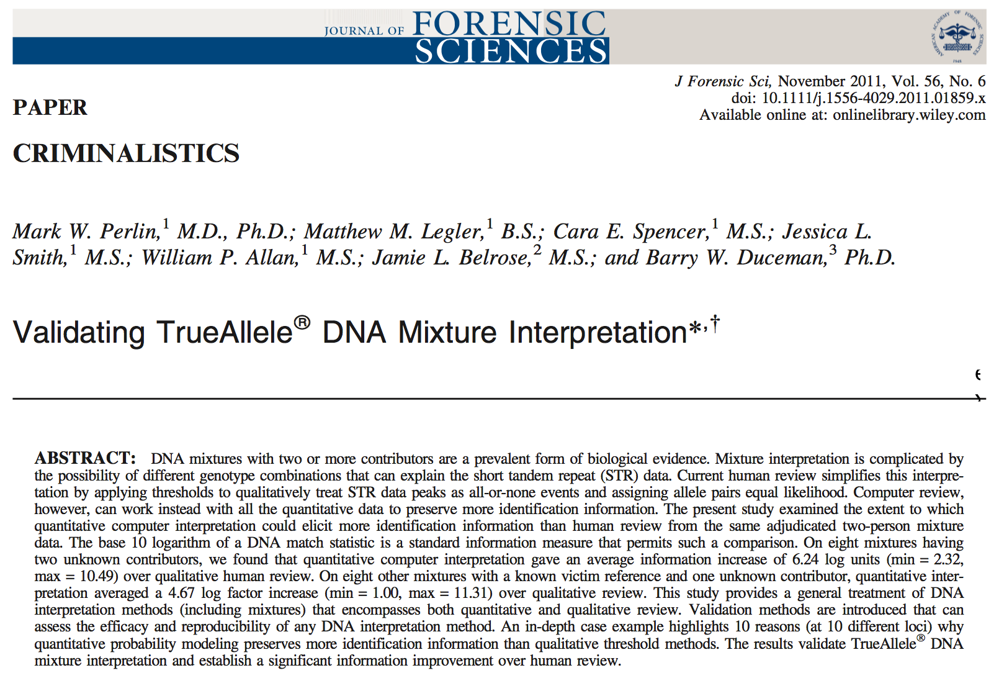 JOURNAL OF FORENSIC
SCIENCES
AMERICAN ACADEMY OF FORENSIC SCIENCES
1948
J Forensic Sci, November 2011, Vol. 56, No. 6
doi: 10.1111/j.1556-4029.2011.01859.x
Available online at: onlinelibrary.wiley.com
PAPER
CRIMINALISTICS
Mark W. Perlin,1 M.D., Ph.D.; Matthew M. Legler,1 B.S.; Cara E. Spencer,1 M.S.; Jessica L.
Smith,1 M.S.; William P. Allan,1 M.S.; Jamie L. Belrose,2 M.S.; and Barry W. Duceman,3 Ph.D.
Validating TrueAllele® DNA Mixture Interpretation*,†
ABSTRACT: DNA mixtures with two or more contributors are a prevalent form of biological evidence. Mixture interpretation is complicated by
the possibility of different genotype combinations that can explain the short tandem repeat (STR) data. Current human review simplifies this interpre-
tation by applying thresholds to qualitatively treat STR data peaks as all-or-none events and assigning allele pairs equal likelihood. Computer review,
however, can work instead with all the quantitative data to preserve more identification information. The present study examined the extent to which
quantitative computer interpretation could elicit more identification information than human review from the same adjudicated two-person mixture
data. The base 10 logarithm of a DNA match statistic is a standard information measure that permits such a comparison. On eight mixtures having
two unknown contributors, we found that quantitative computer interpretation gave an average information increase of 6.24 log units (min = 2.32,
max = 10.49) over qualitative human review. On eight other mixtures with a known victim reference and one unknown contributor, quantitative inter-
pretation averaged a 4.67 log factor increase (min = 1.00, max = 11.31) over qualitative review. This study provides a general treatment of DNA
interpretation methods (including mixtures) that encompasses both quantitative and qualitative review. Validation methods are introduced that can
assess the efficacy and reproducibility of any DNA interpretation method. An in-depth case example highlights 10 reasons (at 10 different loci) why
quantitative probability modeling preserves more identification information than qualitative threshold methods. The results validate TrueAllele® DNA
mixture interpretation and establish a significant information improvement over human review.